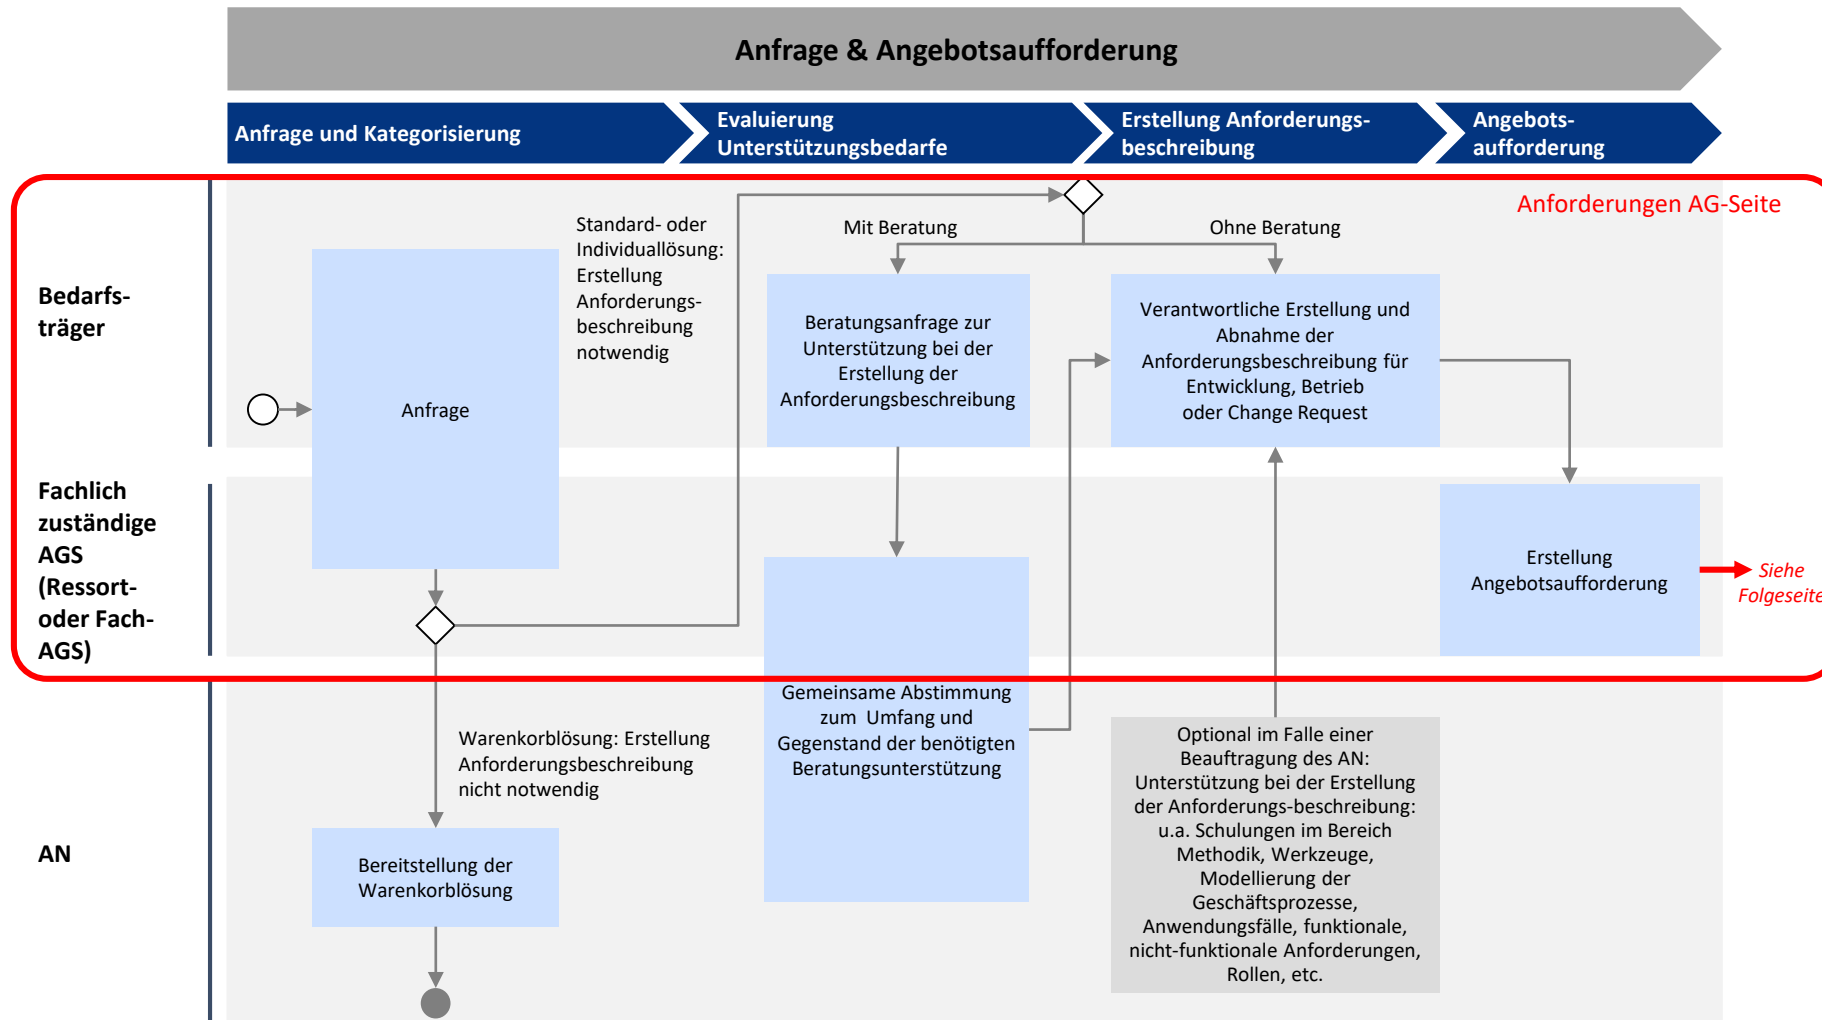 Anfrage & Angebotsaufforderung
Anfrage und Kategorisierung
Evaluierung
Unterstützungsbedarfe
Erstellung Anforderungs-
beschreibung
Angebots-
aufforderung
Anforderungen AG-Seite
Bedarfs-
träger
Anfrage
Standard- oder
Individuallösung:
Erstellung
Anforderungs-
beschreibung
notwendig
Mit Beratung
Ohne Beratung
Beratungsanfrage zur
Unterstützung bei der
Erstellung der
Anforderungsbeschreibung
Verantwortliche Erstellung und
Abnahme der
Anforderungsbeschreibung für
Entwicklung, Betrieb
oder Change Request
Fachlich
zuständige
AGS
(Ressort-
oder Fach-
AGS)
Erstellung
Angebotsaufforderung
Siehe
Folgeseite
Gemeinsame Abstimmung
zum Umfang und
Gegenstand der benötigten
Beratungsunterstützung
AN
Warenkorblösung: Erstellung
Anforderungsbeschreibung
nicht notwendig
Bereitstellung der
Warenkorblösung
Optional im Falle einer
Beauftragung des AN:
Unterstützung bei der Erstellung
der Anforderungs-beschreibung:
u.a. Schulungen im Bereich
Methodik, Werkzeuge,
Modellierung der
Geschäftsprozesse,
Anwendungsfälle, funktionale,
nicht-funktionale Anforderungen,
Rollen, etc.